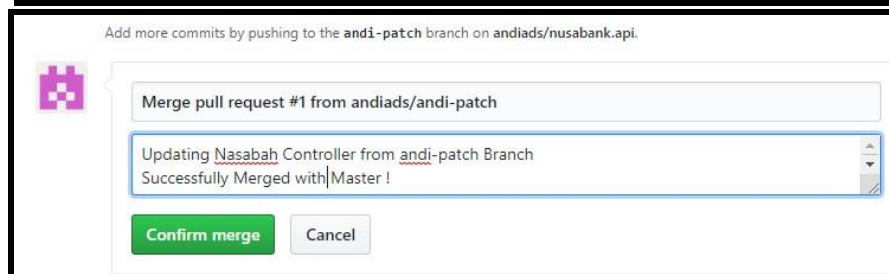 Add more commits by pushing to the andi-patch branch on andiads/nusabank.api.
Merge pull request #1 from andiads/andi-patch
Updating Nasabah Controller from andi-patch Branch
Successfully Merged with Master !
Confirm merge Cancel